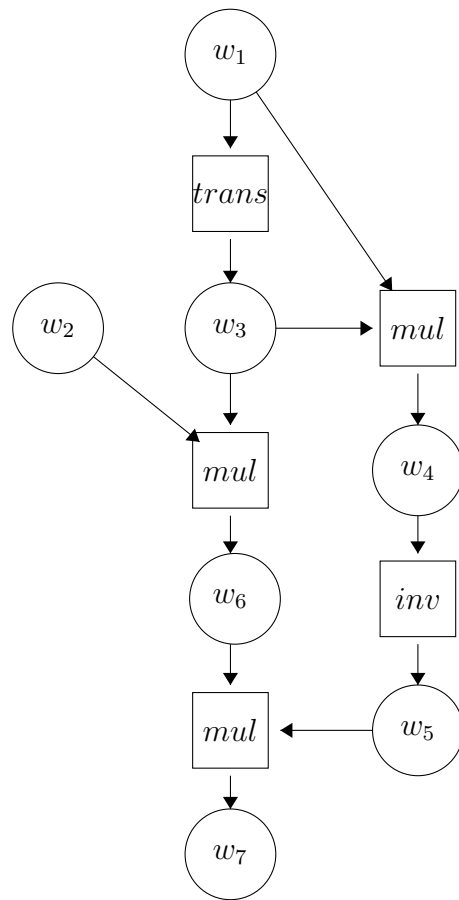 w₁
trans
w₂ w₃ mul
mul w₄
w₆ inv
mul w₅
w₇